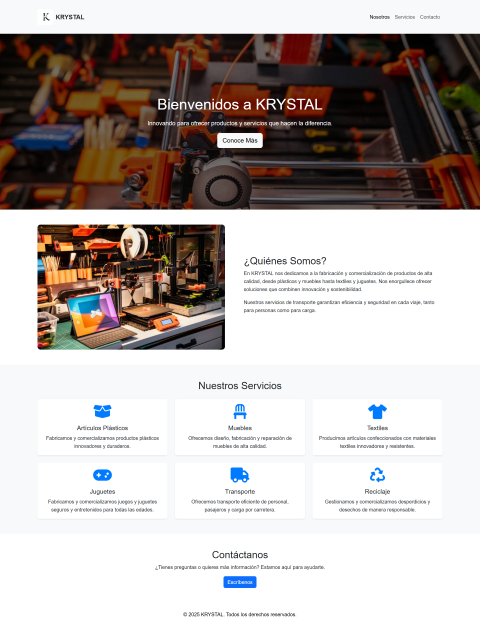 K KRYSTAL
Nosotros Servicios Contacto
Bienvenidos a KRYSTAL
Innovando para ofrecer productos y servicios que hacen la diferencia.
Conoce Más
¿Quiénes Somos?
En KRYSTAL nos dedicamos a la fabricación y comercialización de productos de alta
calidad, desde plásticos y muebles hasta textiles y juguetes. Nos enorgullece ofrecer
soluciones que combinen innovación y sostenibilidad.
Nuestros servicios de transporte garantizan eficiencia y seguridad en cada viaje, tanto
para personas como para carga.
Nuestros Servicios
Artículos Plásticos
Fabricamos y comercializamos productos plásticos
innovadores y duraderos.
Muebles
Ofrecemos diseño, fabricación y reparación de
muebles de alta calidad.
Textiles
Producimos artículos confeccionados con materiales
textiles innovadores y resistentes.
Juguetes
Fabricamos y comercializamos juegos y juguetes
seguros y entretenidos para todas las edades.
Transporte
Ofrecemos transporte eficiente de personal,
pasajeros y carga por carretera.
Reciclaje
Gestionamos y comercializamos desperdicios y
desechos de manera responsable.
Contáctanos
¿Tienes preguntas o quieres más información? Estamos aquí para ayudarte.
Escríbenos
© 2025 KRYSTAL. Todos los derechos reservados.